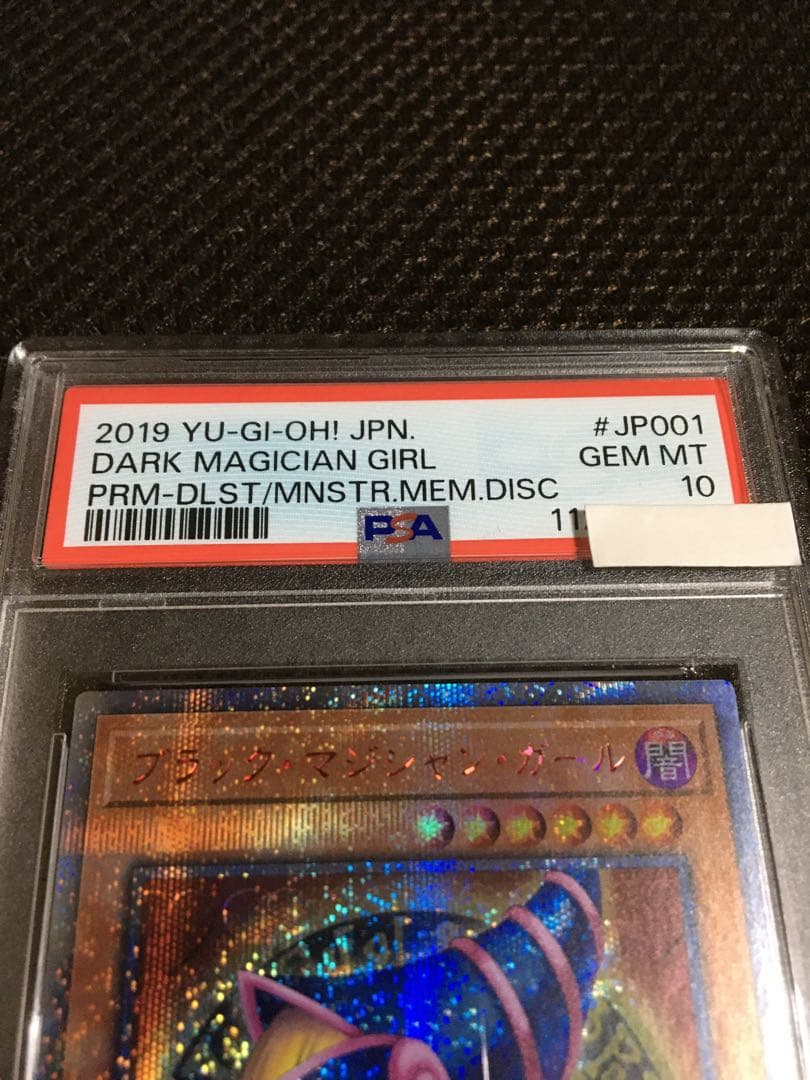 2019 YU-GI-OH! JPN. #JP001
DARK MAGICIAN GIRL GEM MT
PRM-DLST/MNSTR.MEM.DISC 10
PSA 11
ブラック・マジシャン・ガール 闇